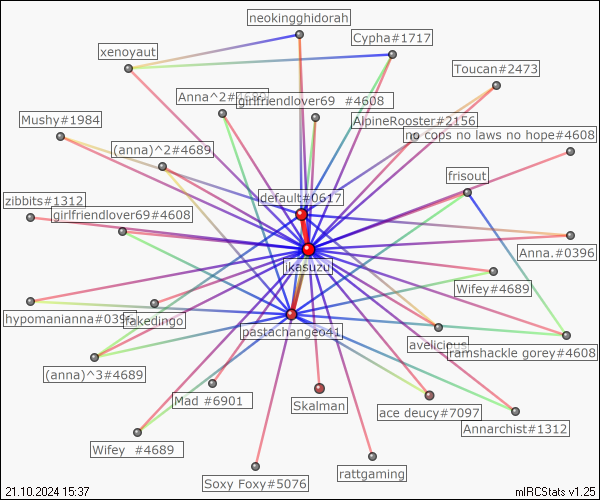 neokingghidorah
Cypha#1717
xenoyaut
Toucan#2473
Anna^2#4689
girlfriendlover69 #4608
Mushy#1984
AlpineRooster#2156
no cops no laws no hope#4608
(anna)^2#4689
frisout
default#0617
zibbits#1312
girlfriendlover69#4608
Anna.#0396
ikasuzu
Wifey#4689
hypomanianna#0396
fakedingo
pastachangeo41
avelicious
ramshackle gorey#4608
(anna)^3#4689
Mad #6901
Skalman
ace deucy#7097
Annarchist#1312
Wifey #4689
rattgaming
Soxy Foxy#5076
21.10.2024 15:37
mIRCStats v1.25